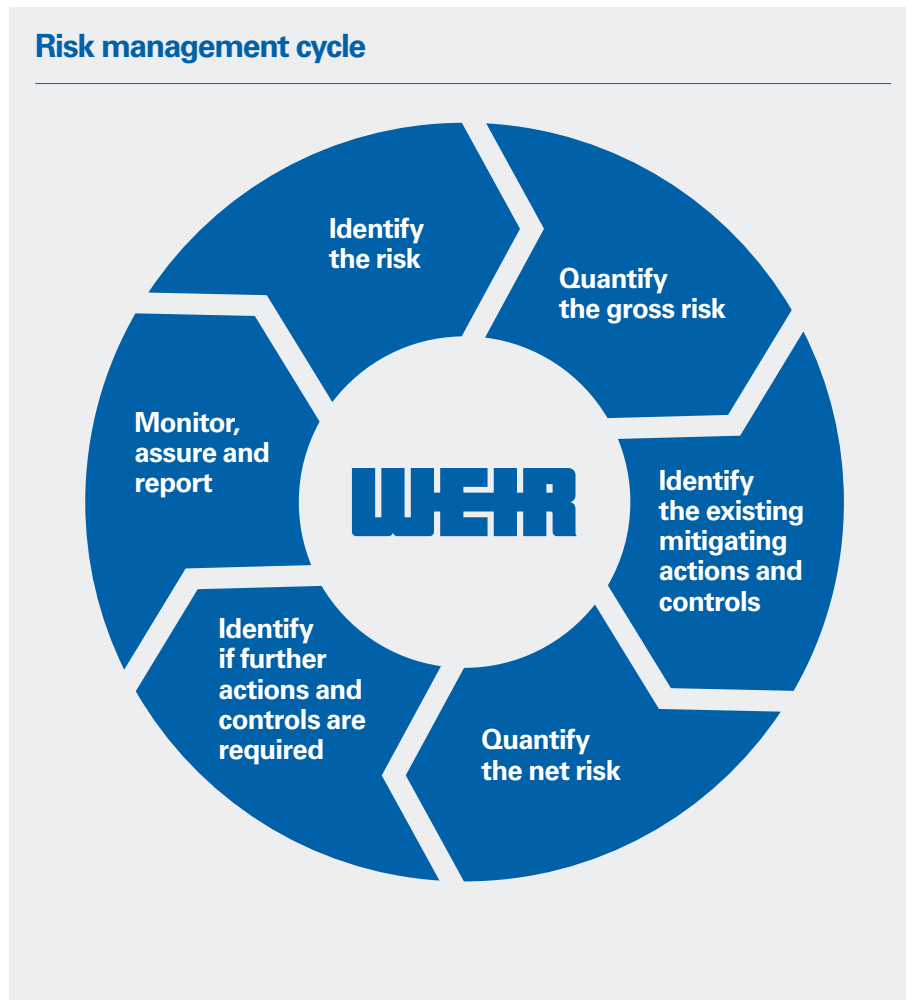 Risk management cycle
Identify
the risk
Quantify
the gross risk
Identify
the existing
mitigating
actions and
controls
Quantify
the net risk
Identify
if further
actions and
controls are
required
Monitor,
assure and
report
WEIR